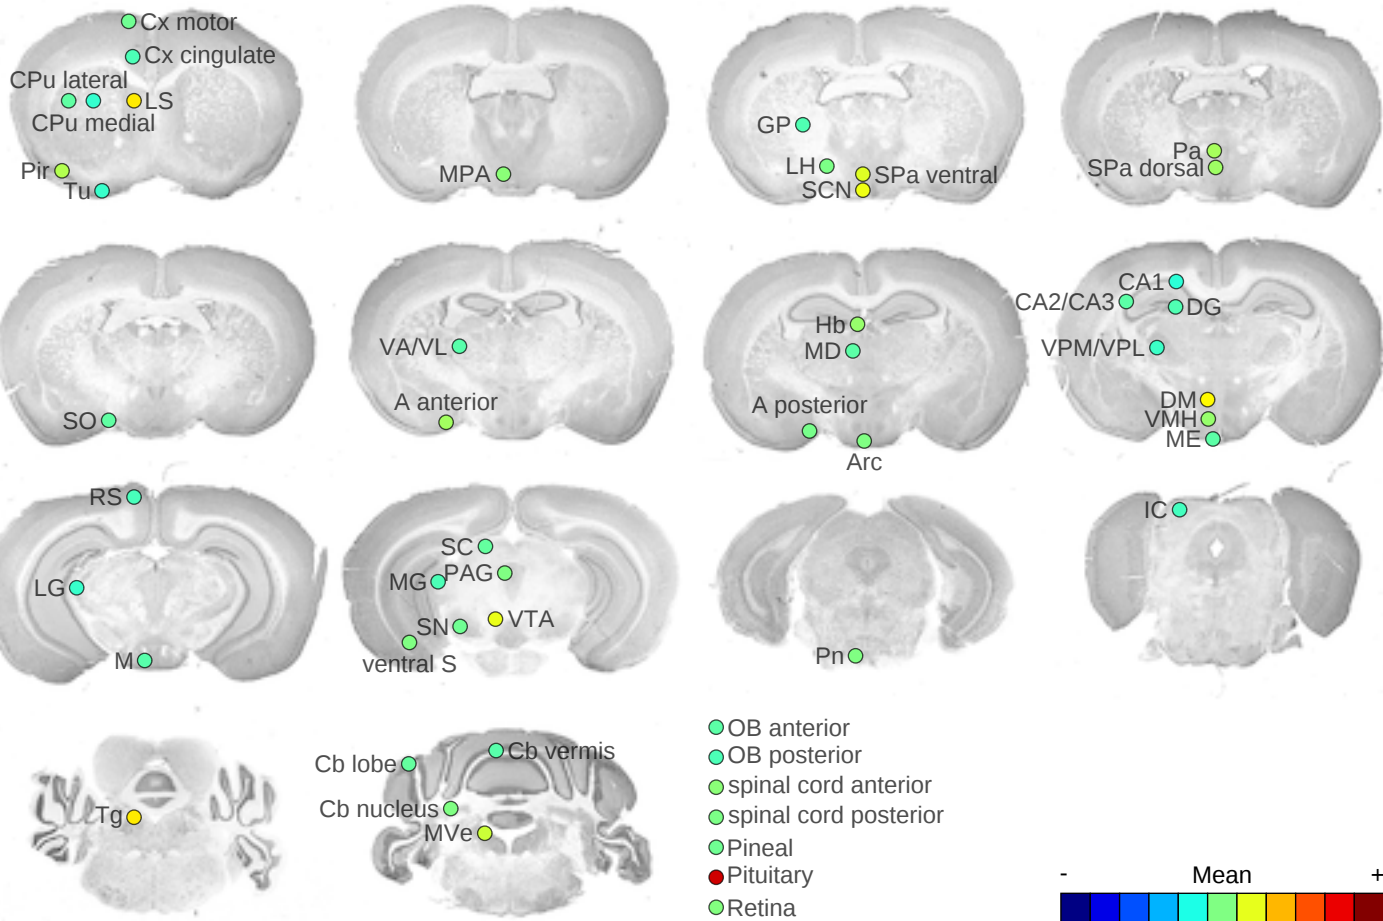 Cx motor
Cx cingulate
CPu lateral
LS
CPu medial
Pir
Tu
MPA
GP
LH
SPa ventral
SCN
Pa
SPa dorsal
SO
VA/VL
A anterior
Hb
MD
A posterior
Arc
CA1
CA2/CA3
DG
VPM/VPL
DM
VMH
ME
RS
LG
M
SC
MG
PAG
SN
VTA
ventral S
Pn
IC
Tg
Cb lobe
Cb vermis
Cb nucleus
MVe
OB anterior
OB posterior
spinal cord anterior
spinal cord posterior
Pineal
Pituitary
Retina
- Mean +